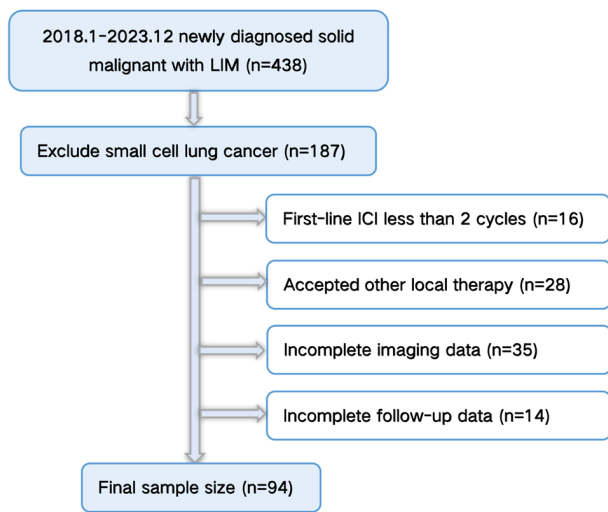 2018.1-2023.12 newly diagnosed solid
malignant with LIM (n=438)
Exclude small cell lung cancer (n=187)
First-line ICI less than 2 cycles (n=16)
Accepted other local therapy (n=28)
Incomplete imaging data (n=35)
Incomplete follow-up data (n=14)
Final sample size (n=94)